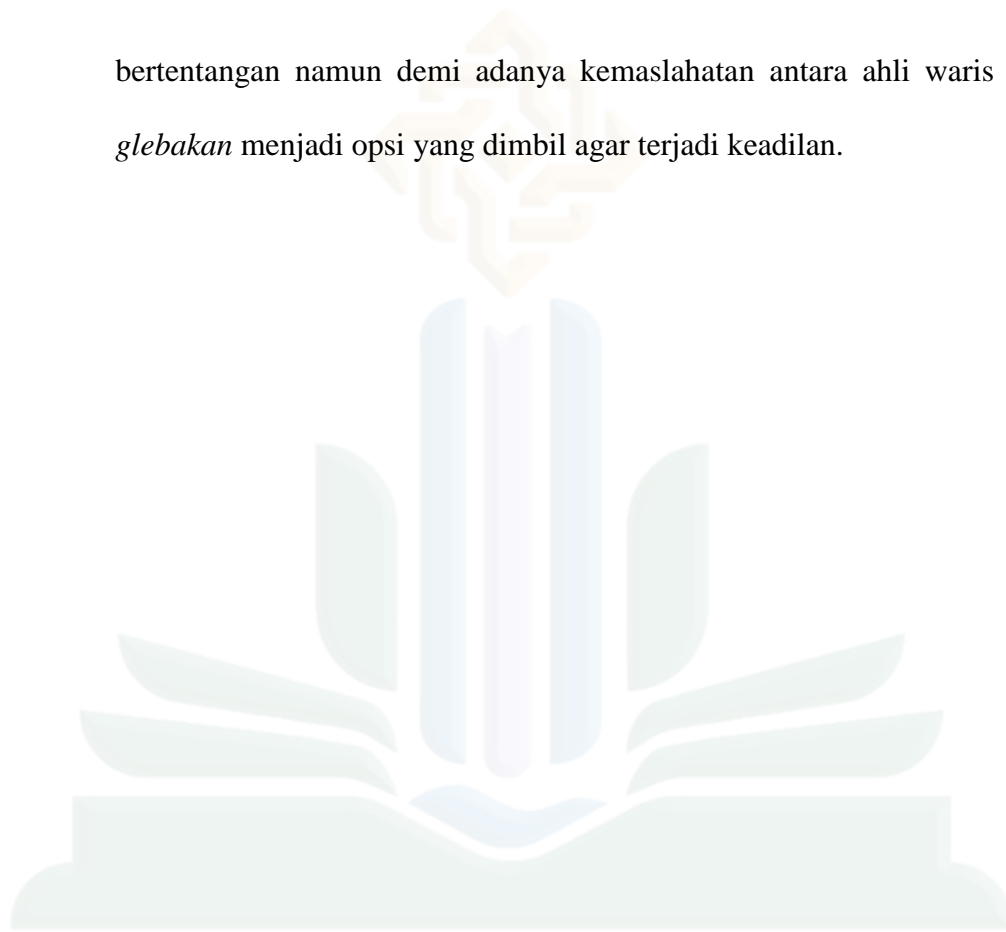 bertentangan namun demi adanya kemaslahatan antara ahli waris
glebakan menjadi opsi yang dimbil agar terjadi keadilan.